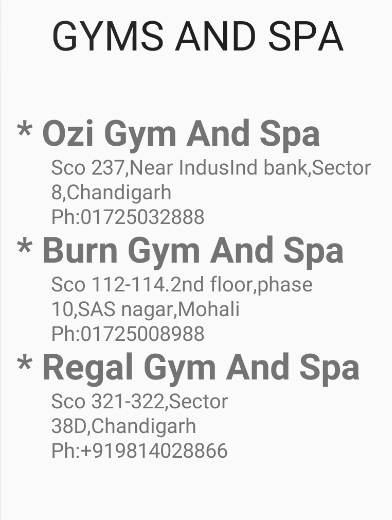 GYMS AND SPA
* Ozi Gym And Spa
Sco 237,Near IndusInd bank,Sector
8,Chandigarh
Ph:01725032888
* Burn Gym And Spa
Sco 112-114.2nd floor,phase
10,SAS nagar,Mohali
Ph:01725008988
* Regal Gym And Spa
Sco 321-322,Sector
38D,Chandigarh
Ph:+919814028866